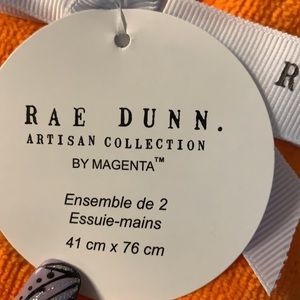 RAE DUNN.
ARTISAN COLLECTION
BY MAGENTA™
Ensemble de 2
Essuie-mains
41 cm x 76 cm
R